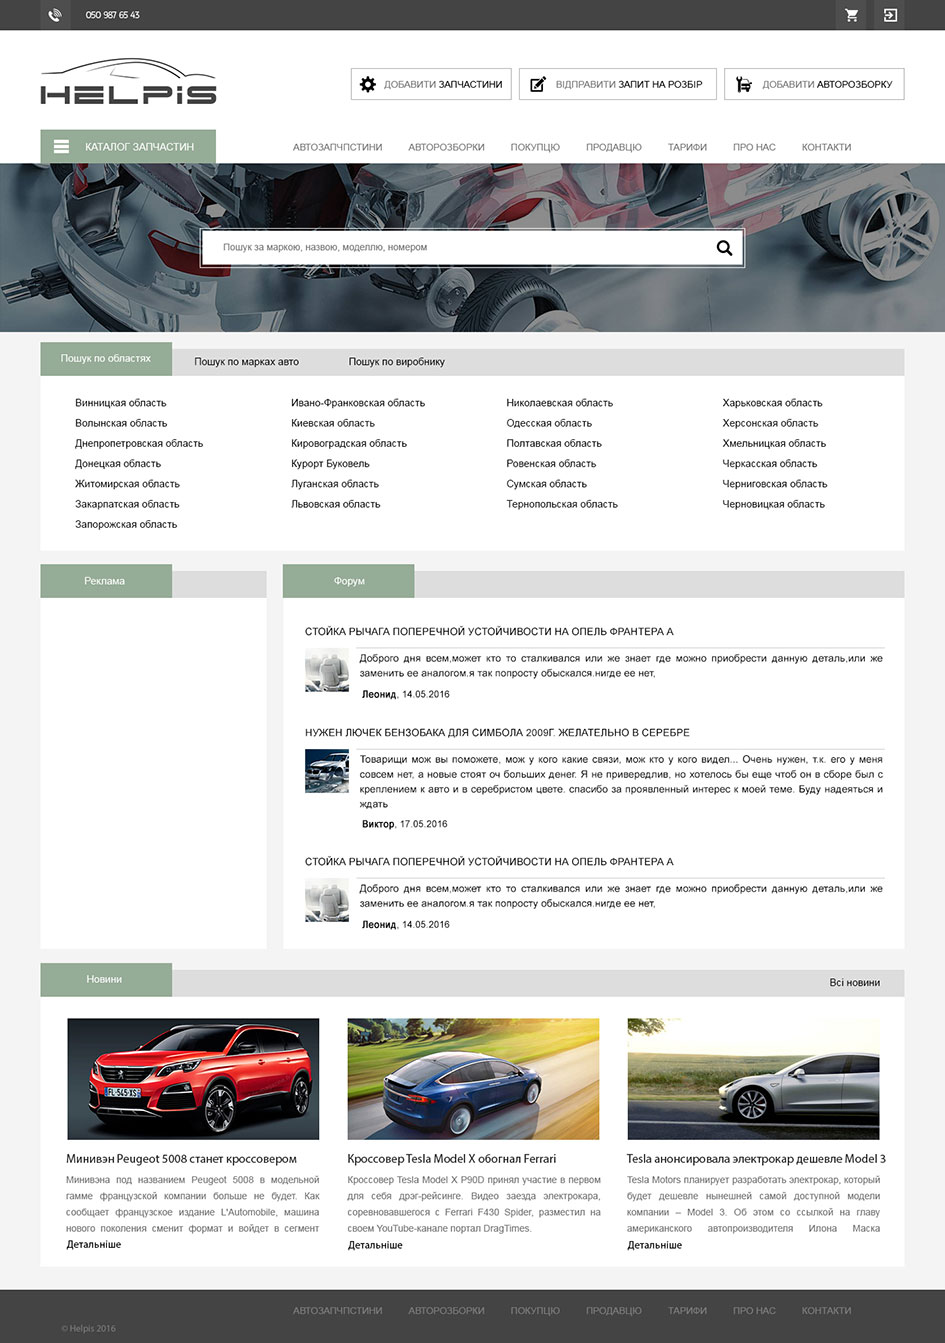 050 987 65 43
HELPiS
ДОБАВИТИ ЗАПЧАСТИНИ
ВІДПРАВИТИ ЗАПИТ НА РОЗБІР
ДОБАВИТИ АВТОРОЗБОРКУ
КАТАЛОГ ЗАПЧАСТИН
АВТОЗАПЧПСТИНИ АВТОРОЗБОРКИ ПОКУПЦЮ ПРОДАВЦЮ ТАРИФИ ПРО НАС КОНТАКТИ
Пошук за маркою, назвою, моделлю, номером
Пошук по областях Пошук по марках авто Пошук по виробнику
Винницкая область Ивано-Франковская область Николаевская область Харьковская область
Волынская область Киевская область Одесская область Херсонская область
Днепропетровская область Кировоградская область Полтавская область Хмельницкая область
Донецкая область Курорт Буковель Ровенская область Черкасская область
Житомирская область Луганская область Сумская область Черниговская область
Закарпатская область Львовская область Тернопольская область Черновицкая область
Запорожская область
Реклама
Форум
СТОЙКА РЫЧАГА ПОПЕРЕЧНОЙ УСТОЙЧИВОСТИ НА ОПЕЛЬ ФРАНТЕРА А
Доброго дня всем,может кто то сталкивался или же знает где можно приобрести данную деталь,или же
заменить ее аналогом.я так попросту обыскался.нигде ее нет,
Леонид, 14.05.2016
НУЖЕН ЛЮЧЕК БЕНЗОБАКА ДЛЯ СИМВОЛА 2009Г. ЖЕЛАТЕЛЬНО В СЕРЕБРЕ
Товарищи мож вы поможете, мож у кого какие связи, мож кто у кого видел... Очень нужен, т.к. его у меня
совсем нет, а новые стоят оч больших денег. Я не привередлив, но хотелось бы еще чтоб он в сборе был с
креплением к авто и в серебристом цвете. спасибо за проявленный интерес к моей теме. Буду надеяться и
ждать
Виктор, 17.05.2016
СТОЙКА РЫЧАГА ПОПЕРЕЧНОЙ УСТОЙЧИВОСТИ НА ОПЕЛЬ ФРАНТЕРА А
Доброго дня всем,может кто то сталкивался или же знает где можно приобрести данную деталь,или же
заменить ее аналогом.я так попросту обыскался.нигде ее нет,
Леонид, 14.05.2016
Новини
Всі новини
FL-545-XS
Минивэн Peugeot 5008 станет кроссовером
Минивэна под названием Peugeot 5008 в модельной
гамме французской компании больше не будет. Как
сообщает французское издание L'Automobile, машина
нового поколения сменит формат и войдет в сегмент
Детальніше
Кроссовер Tesla Model X обогнал Ferrari
Кроссовер Tesla Model X P90D принял участие в первом
для себя дрэг-рейсинге. Видео заезда электрокара,
соревновавшегося с Ferrari F430 Spider, разместил на
своем YouTube-канале портал DragTimes.
Детальніше
Tesla анонсировала электрокар дешевле Model 3
Tesla Motors планирует разработать электрокар, который
будет дешевле нынешней самой доступной модели
компании – Model 3. Об этом со ссылкой на главу
американского автопроизводителя Илона Маска
Детальніше
АВТОЗАПЧПСТИНИ АВТОРОЗБОРКИ ПОКУПЦЮ ПРОДАВЦЮ ТАРИФИ ПРО НАС КОНТАКТИ
© Helpis 2016